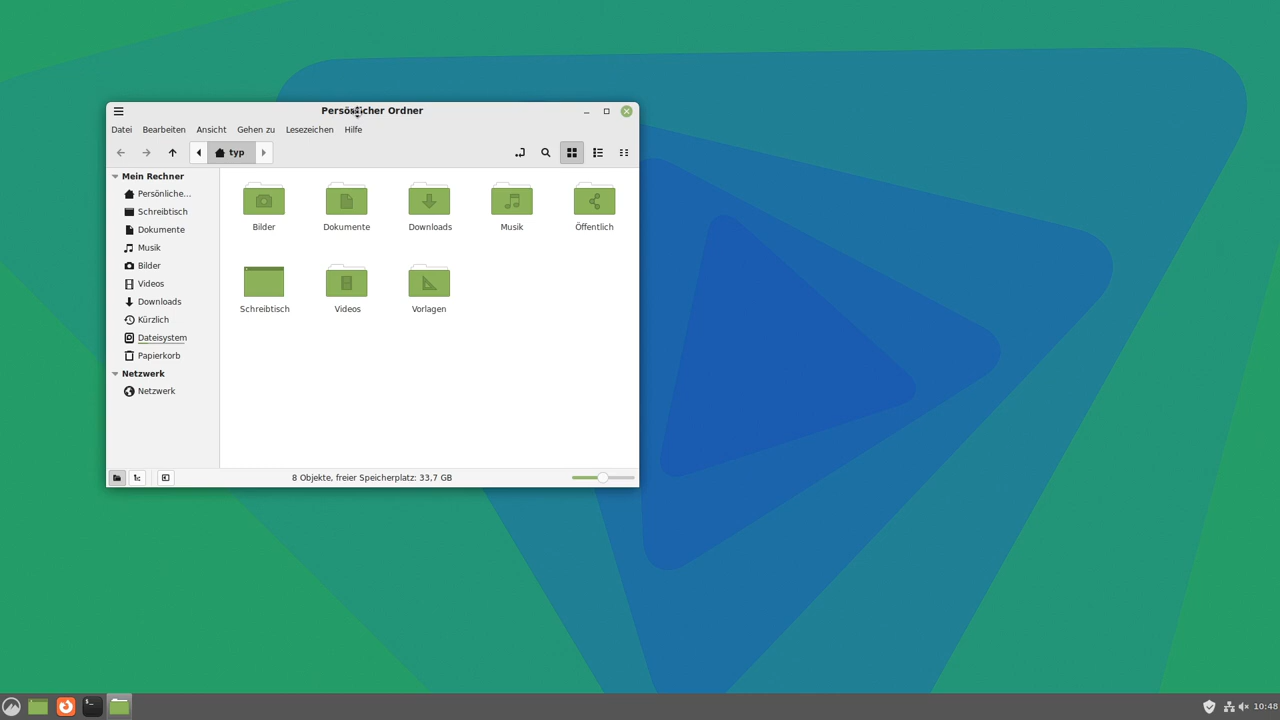 Persönlicher Ordner
Datei Bearbeiten Ansicht Gehen zu Lesezeichen Hilfe
typ
Mein Rechner
Persönliche...
Schreibtisch
Dokumente
Musik
Bilder
Videos
Downloads
Kürzlich
Dateisystem
Papierkorb
Netzwerk
Netzwerk
Bilder Dokumente Downloads Musik Öffentlich
Schreibtisch Videos Vorlagen
8 Objekte, freier Speicherplatz: 33,7 GB
10:48